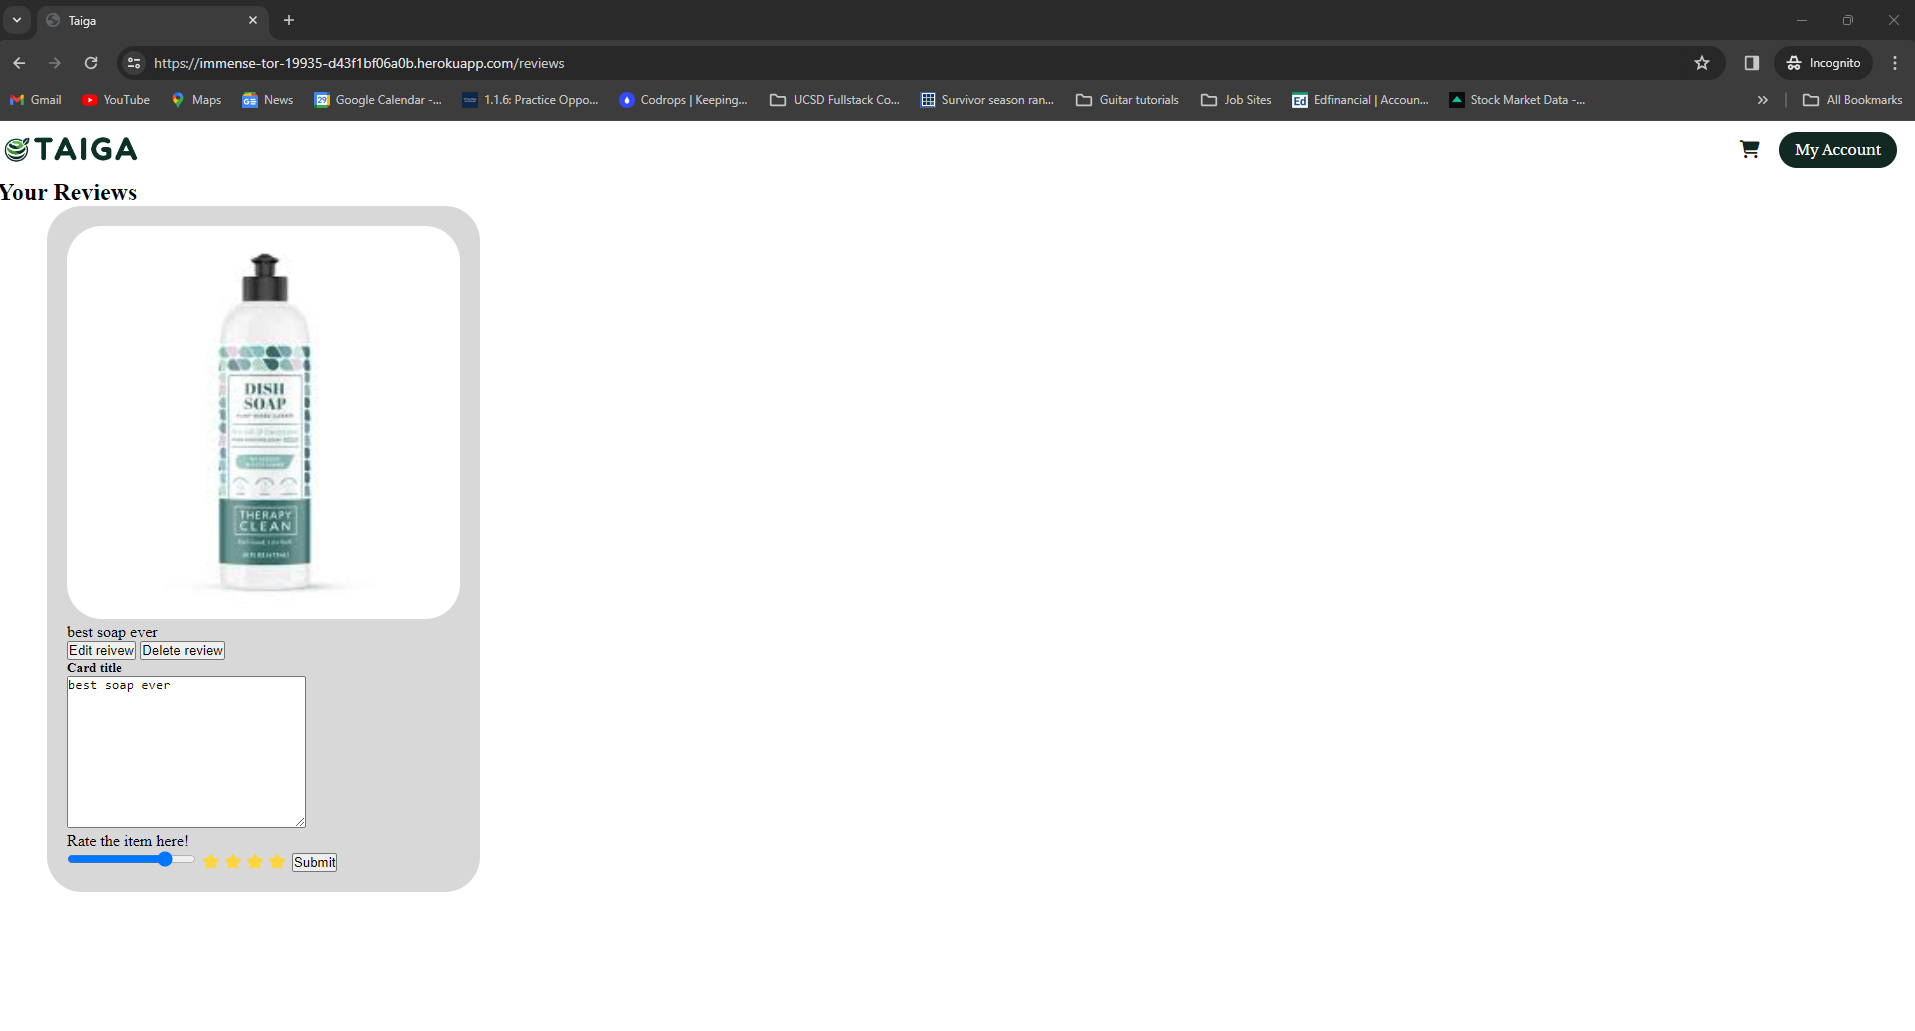 Taiga
https://immense-tor-19935-d43f1bf06a0b.herokuapp.com/reviews
Incognito
Gmail
YouTube
Maps
News
Google Calendar -...
1.1.6: Practice Oppo...
Codrops | Keeping...
UCSD Fullstack Co...
Survivor season ran...
Guitar tutorials
Job Sites
Edfinancial | Accoun...
Stock Market Data -...
All Bookmarks
TAIGA
My Account
Your Reviews
DISH
SOAP
THERAPY
CLEAN
best soap ever
Edit reivew
Delete review
Card title
best soap ever
Rate the item here!
Submit